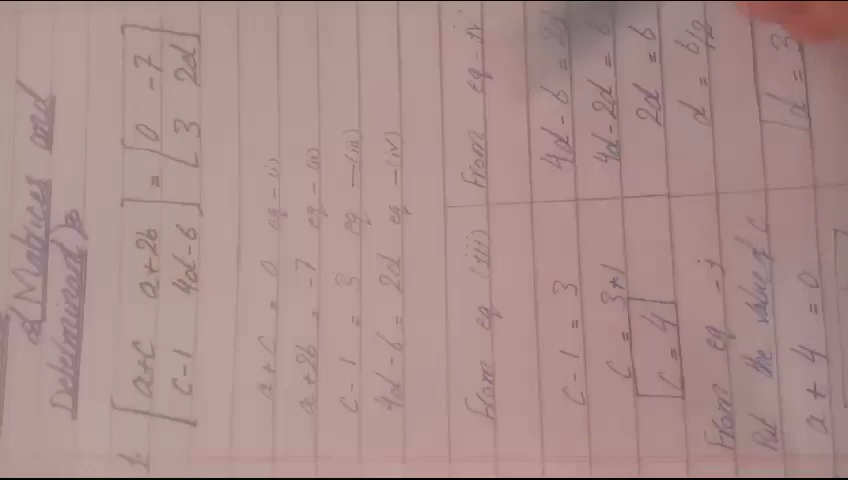 (Matrices and
Determinant)
1. [a+c a+2b] = [0 -7]
[c-1 4d-6] [3 2d]
a+c = 0 eq-(i)
a+2b = -7 eq-(ii)
c-1 = 3 eq-(iii)
4d-6 = 2d eq-(iv)
From eq (iii)
c-1 = 3
c = 3+1
c = 4
From eq -i
Put the value of c
a + 4 = 0
From eq -iv
4d-6 = 2d
4d-2d = 6
2d = 6
d = 6/2
d = 3